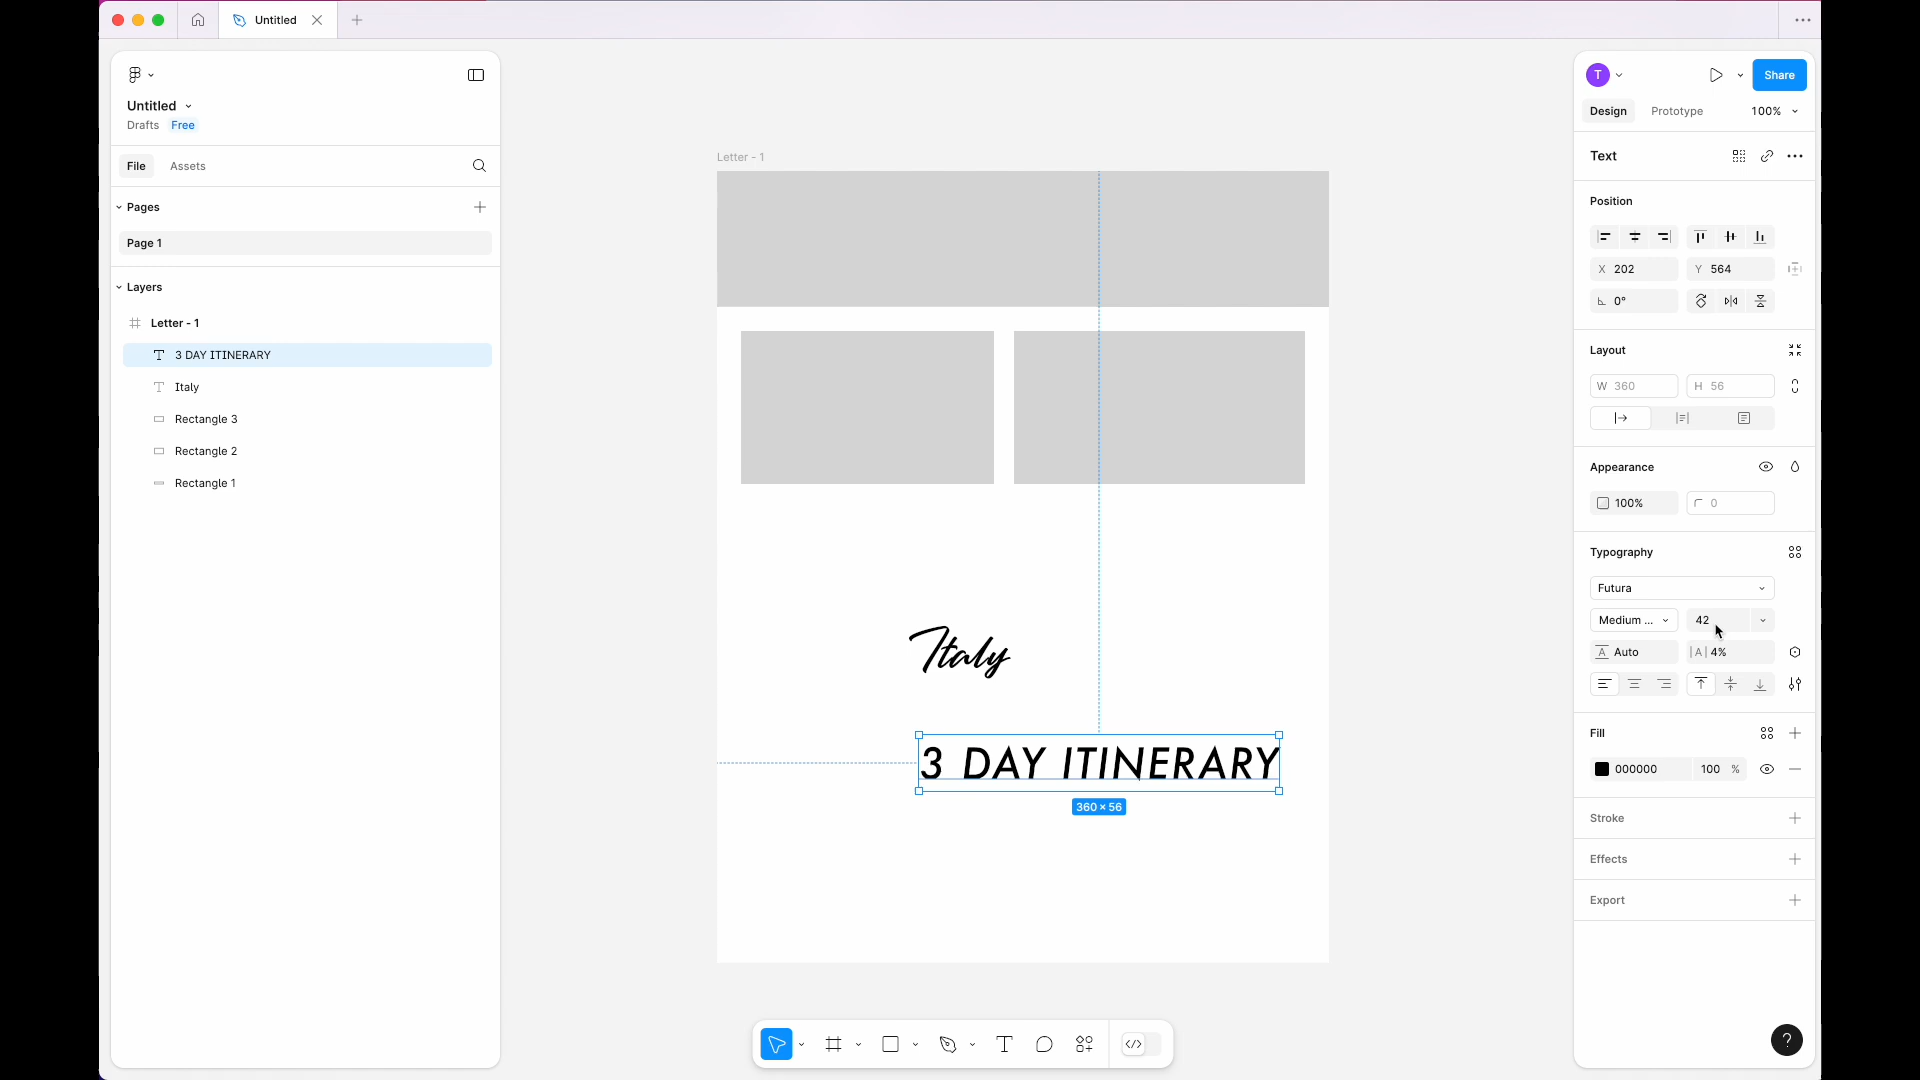 Untitled
Share
Untitled
Drafts Free
Design Prototype 100%
File Assets
Letter - 1
Text
Pages
Position
Page 1
X 202 Y 564
Layers
0°
Letter - 1
Layout
3 DAY ITINERARY
Italy
W 360 H 56
Rectangle 3
Rectangle 2
Appearance
Rectangle 1
100% 0
Typography
Futura
Medium ... 42
Italy
A Auto |A| 4%
Fill
3 DAY ITINERARY
000000 100 %
360 × 56
Stroke
Effects
Export
T
?